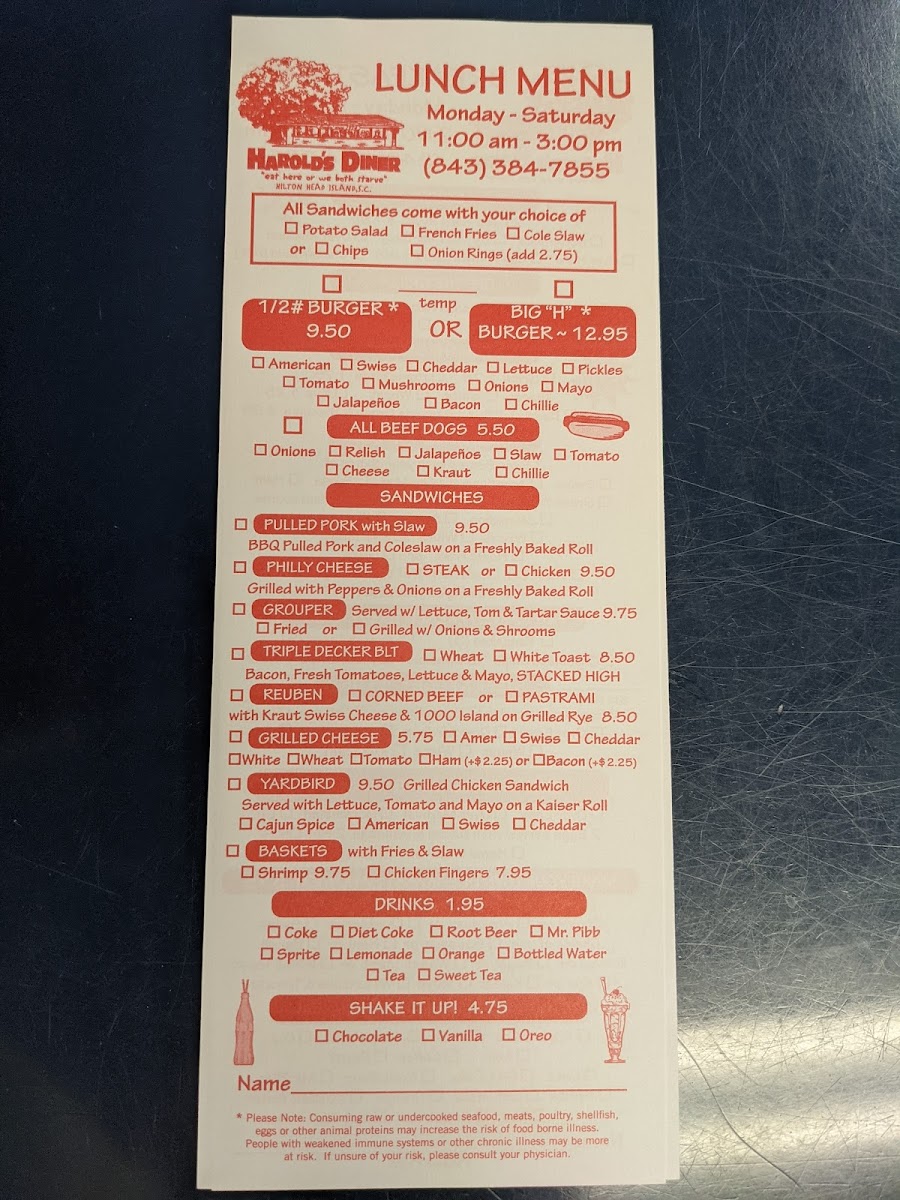 LUNCH MENU
Monday - Saturday
11:00 am - 3:00 pm
(843) 384-7855
HAROLD'S DINER
"eat here or we both starve"
HILTON HEAD ISLAND, S.C.
All Sandwiches come with your choice of
☐ Potato Salad ☐ French Fries ☐ Cole Slaw
or ☐ Chips ☐ Onion Rings (add 2.75)
☐ ________ ☐
temp
1/2# BURGER *
9.50
OR
BIG "H" *
BURGER ~ 12.95
☐ American ☐ Swiss ☐ Cheddar ☐ Lettuce ☐ Pickles
☐ Tomato ☐ Mushrooms ☐ Onions ☐ Mayo
☐ Jalapeños ☐ Bacon ☐ Chillie
☐ ALL BEEF DOGS 5.50
☐ Onions ☐ Relish ☐ Jalapeños ☐ Slaw ☐ Tomato
☐ Cheese ☐ Kraut ☐ Chillie
SANDWICHES
☐ PULLED PORK with Slaw 9.50
BBQ Pulled Pork and Coleslaw on a Freshly Baked Roll
☐ PHILLY CHEESE ☐ STEAK or ☐ Chicken 9.50
Grilled with Peppers & Onions on a Freshly Baked Roll
☐ GROUPER Served w/ Lettuce, Tom & Tartar Sauce 9.75
☐ Fried or ☐ Grilled w/ Onions & Shrooms
☐ TRIPLE DECKER BLT ☐ Wheat ☐ White Toast 8.50
Bacon, Fresh Tomatoes, Lettuce & Mayo, STACKED HIGH
☐ REUBEN ☐ CORNED BEEF or ☐ PASTRAMI
with Kraut Swiss Cheese & 1000 Island on Grilled Rye 8.50
☐ GRILLED CHEESE 5.75 ☐ Amer ☐ Swiss ☐ Cheddar
☐White ☐Wheat ☐Tomato ☐Ham (+$2.25) or ☐Bacon (+$2.25)
☐ YARDBIRD 9.50 Grilled Chicken Sandwich
Served with Lettuce, Tomato and Mayo on a Kaiser Roll
☐ Cajun Spice ☐ American ☐ Swiss ☐ Cheddar
☐ BASKETS with Fries & Slaw
☐ Shrimp 9.75 ☐ Chicken Fingers 7.95
DRINKS 1.95
☐ Coke ☐ Diet Coke ☐ Root Beer ☐ Mr. Pibb
☐ Sprite ☐ Lemonade ☐ Orange ☐ Bottled Water
☐ Tea ☐ Sweet Tea
SHAKE IT UP! 4.75
☐ Chocolate ☐ Vanilla ☐ Oreo
Name________________
* Please Note: Consuming raw or undercooked seafood, meats, poultry, shellfish,
eggs or other animal proteins may increase the risk of food borne illness.
People with weakened immune systems or other chronic illness may be more
at risk. If unsure of your risk, please consult your physician.